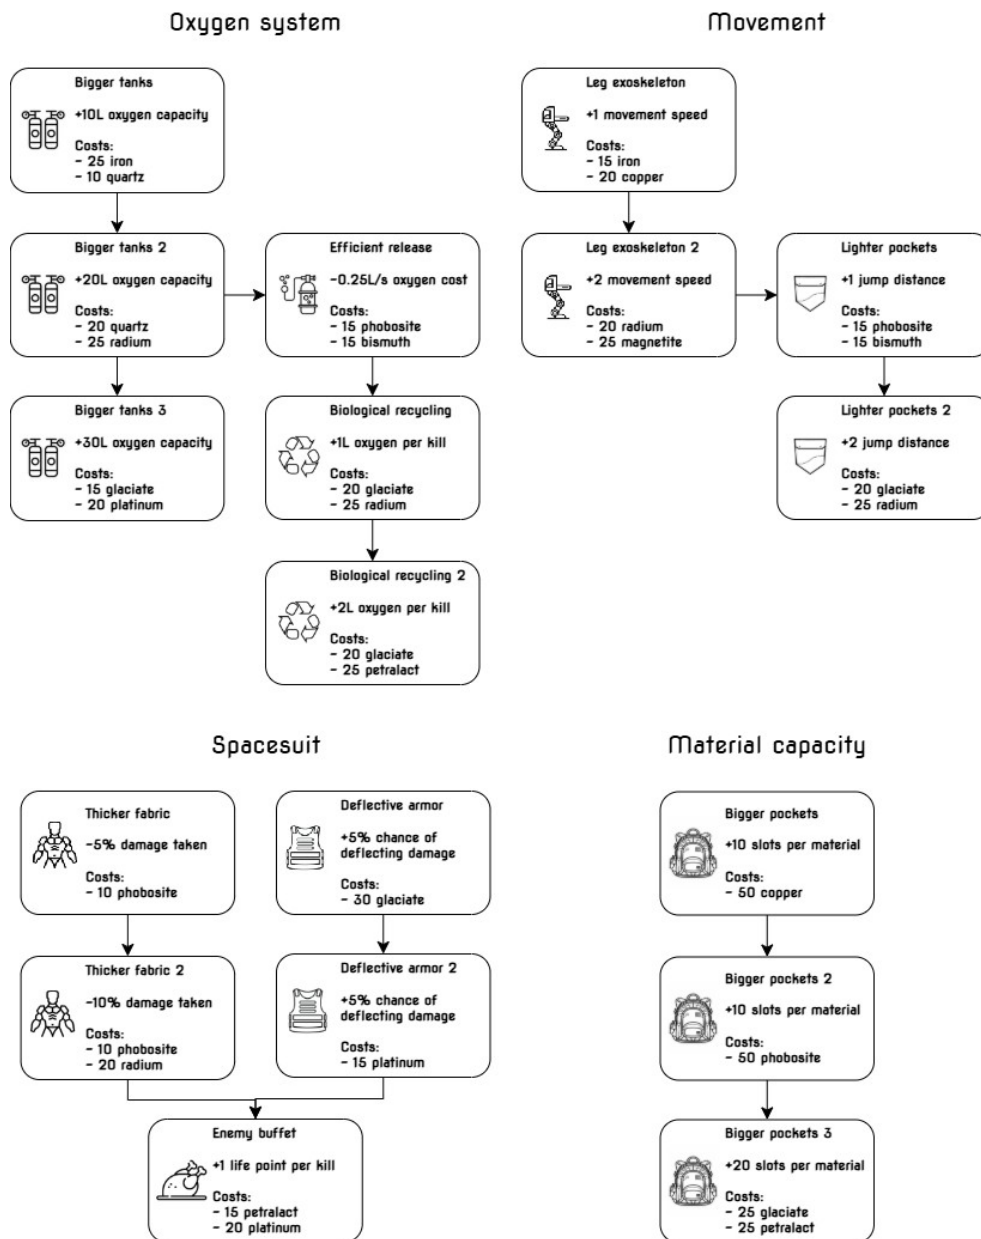 Oxygen system
Bigger tanks
+10L oxygen capacity
Costs:
- 25 iron
- 10 quartz
Bigger tanks 2
+20L oxygen capacity
Costs:
- 20 quartz
- 25 radium
Efficient release
-0.25L/s oxygen cost
Costs:
- 15 phobosite
- 15 bismuth
Bigger tanks 3
+30L oxygen capacity
Costs:
- 15 glaciate
- 20 platinum
Biological recycling
+1L oxygen per kill
Costs:
- 20 glaciate
- 25 radium
Biological recycling 2
+2L oxygen per kill
Costs:
- 20 glaciate
- 25 petralact
Movement
Leg exoskeleton
+1 movement speed
Costs:
- 15 iron
- 20 copper
Leg exoskeleton 2
+2 movement speed
Costs:
- 20 radium
- 25 magnetite
Lighter pockets
+1 jump distance
Costs:
- 15 phobosite
- 15 bismuth
Lighter pockets 2
+2 jump distance
Costs:
- 20 glaciate
- 25 radium
Spacesuit
Thicker fabric
-5% damage taken
Costs:
- 10 phobosite
Deflective armor
+5% chance of
deflecting damage
Costs:
- 30 glaciate
Thicker fabric 2
-10% damage taken
Costs:
- 10 phobosite
- 20 radium
Deflective armor 2
+5% chance of
deflecting damage
Costs:
- 15 platinum
Enemy buffet
+1 life point per kill
Costs:
- 15 petralact
- 20 platinum
Material capacity
Bigger pockets
+10 slots per material
Costs:
- 50 copper
Bigger pockets 2
+10 slots per material
Costs:
- 50 phobosite
Bigger pockets 3
+20 slots per material
Costs:
- 25 glaciate
- 25 petralact